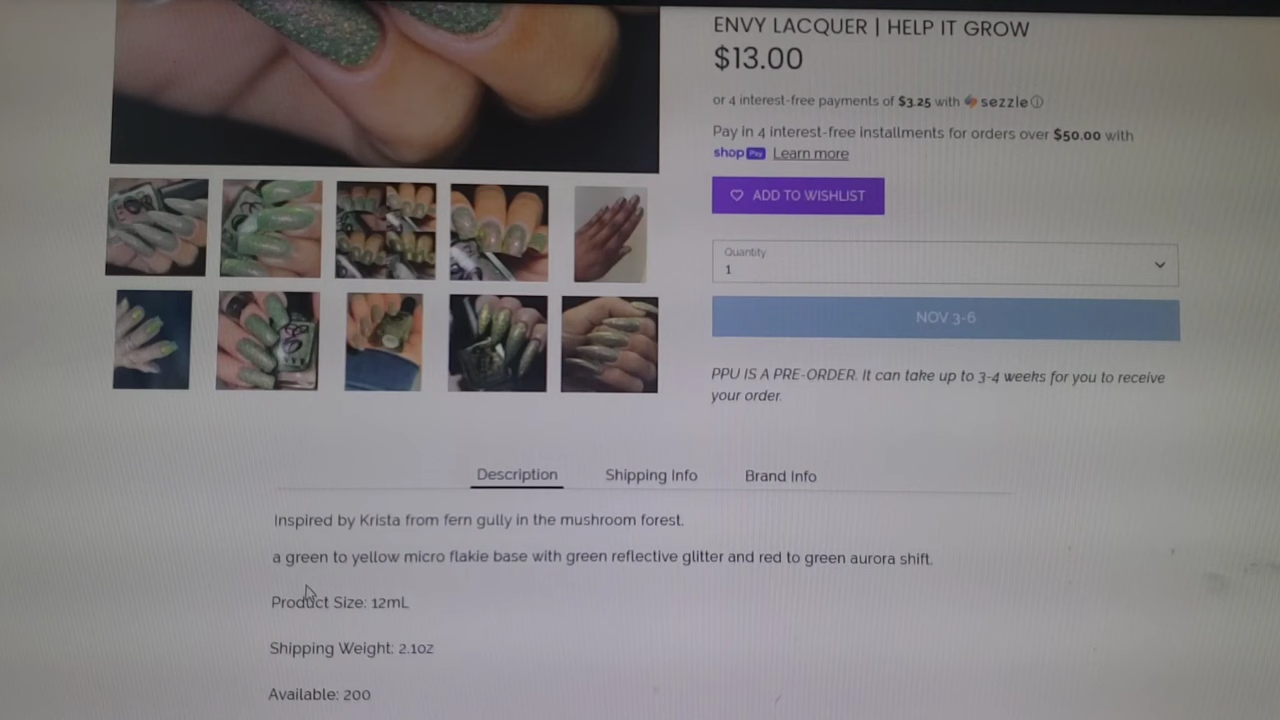 ENVY LACQUER | HELP IT GROW
$13.00
or 4 interest-free payments of $3.25 with sezzle
Pay in 4 interest-free installments for orders over $50.00 with
shop Pay Learn more
ADD TO WISHLIST
Quantity
1
NOV 3-6
PPU IS A PRE-ORDER. It can take up to 3-4 weeks for you to receive
your order.
Description Shipping Info Brand Info
Inspired by Krista from fern gully in the mushroom forest.
a green to yellow micro flakie base with green reflective glitter and red to green aurora shift.
Product Size: 12mL
Shipping Weight: 2.1oz
Available: 200